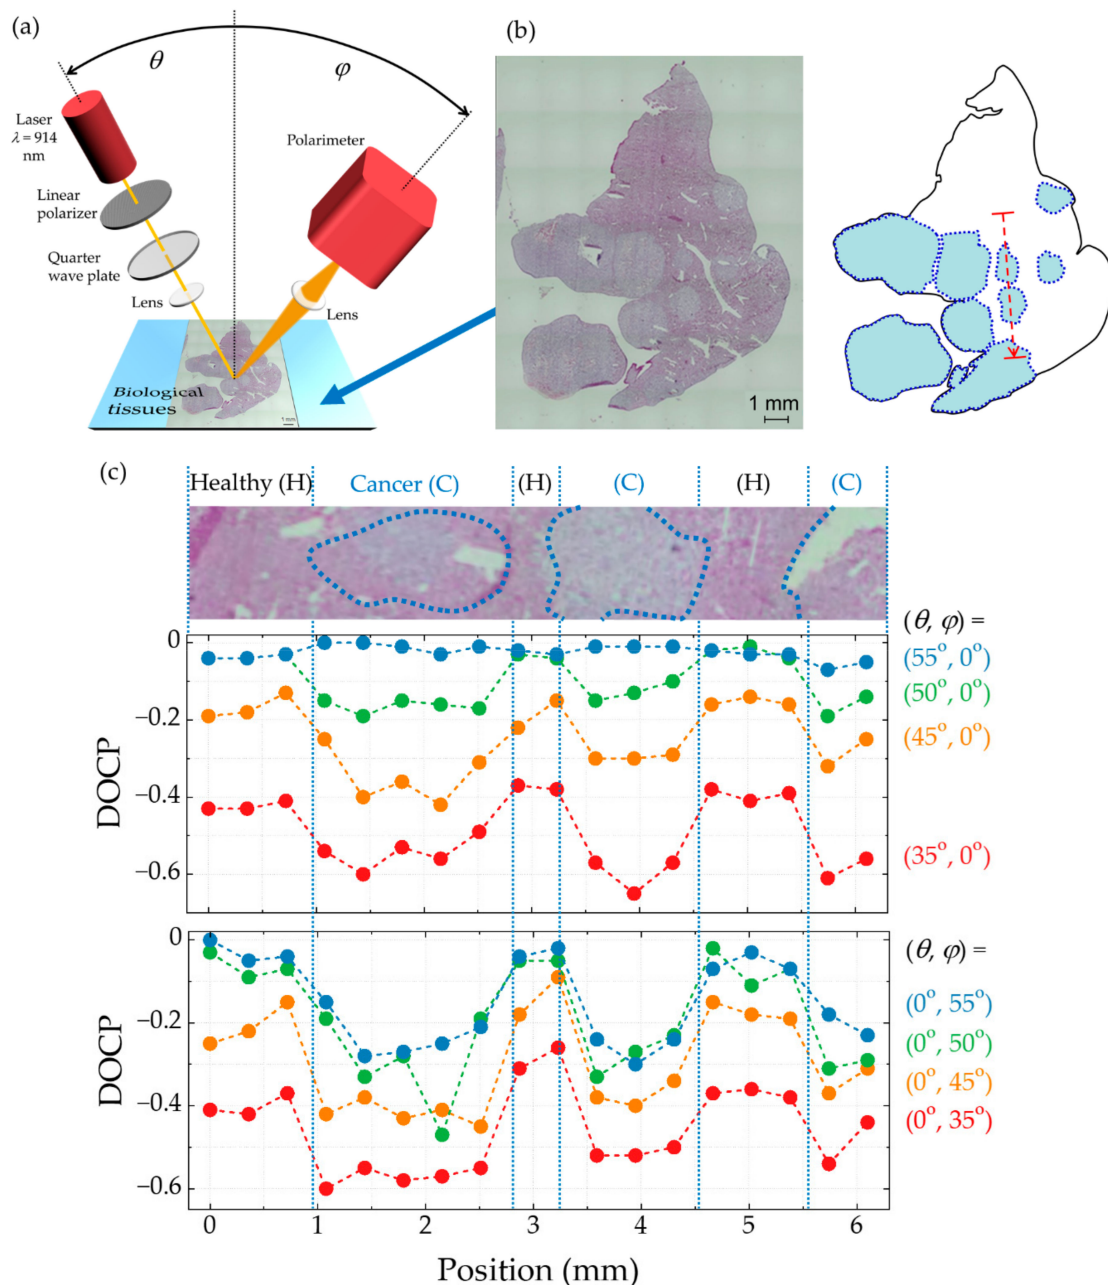 (a)
θ
φ
Laser
λ = 914
nm
Linear
polarizer
Quarter
wave plate
Lens
Polarimeter
Lens
Biological
tissues
(b)
1 mm
(c)
Healthy (H)
Cancer (C)
(H)
(C)
(H)
(C)
0
−0.2
−0.4
−0.6
DOCP
(θ, φ) =
(55°, 0°)
(50°, 0°)
(45°, 0°)
(35°, 0°)
0
−0.2
−0.4
−0.6
DOCP
(θ, φ) =
(0°, 55°)
(0°, 50°)
(0°, 45°)
(0°, 35°)
0 1 2 3 4 5 6
Position (mm)